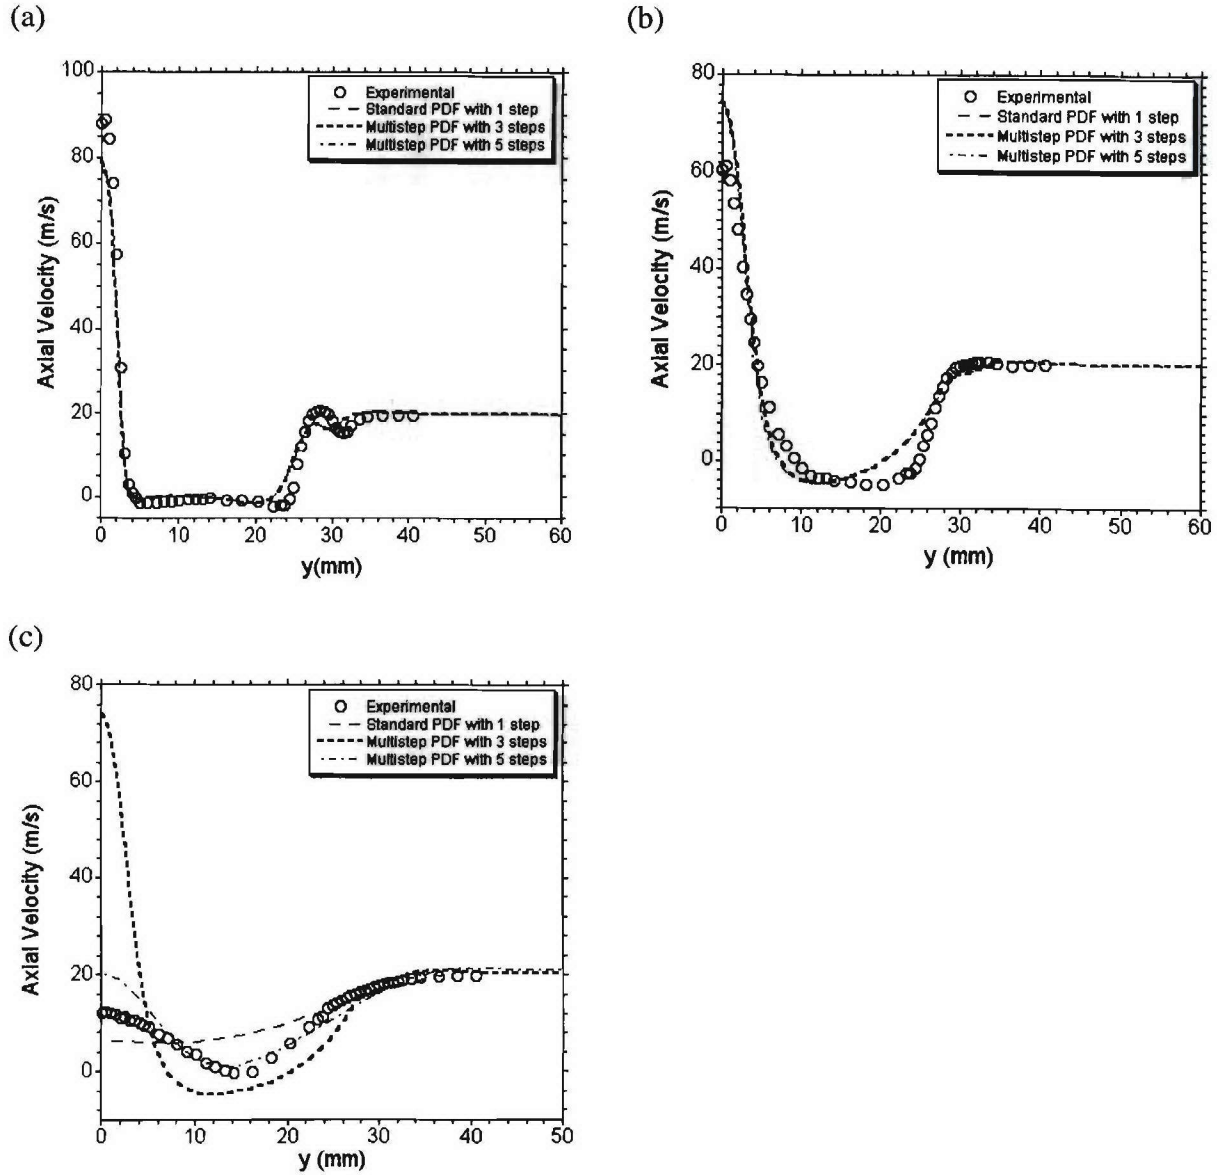 (a)
100
80
60
40
20
0
Axial Velocity (m/s)
Experimental
Standard PDF with 1 step
Multistep PDF with 3 steps
Multistep PDF with 5 steps
0 10 20 30 40 50 60
y(mm)
(b)
80
60
40
20
0
Axial Velocity (m/s)
Experimental
Standard PDF with 1 step
Multistep PDF with 3 steps
Multistep PDF with 5 steps
0 10 20 30 40 50 60
y (mm)
(c)
80
60
40
20
0
Axial Velocity (m/s)
Experimental
Standard PDF with 1 step
Multistep PDF with 3 steps
Multistep PDF with 5 steps
0 10 20 30 40 50
y (mm)